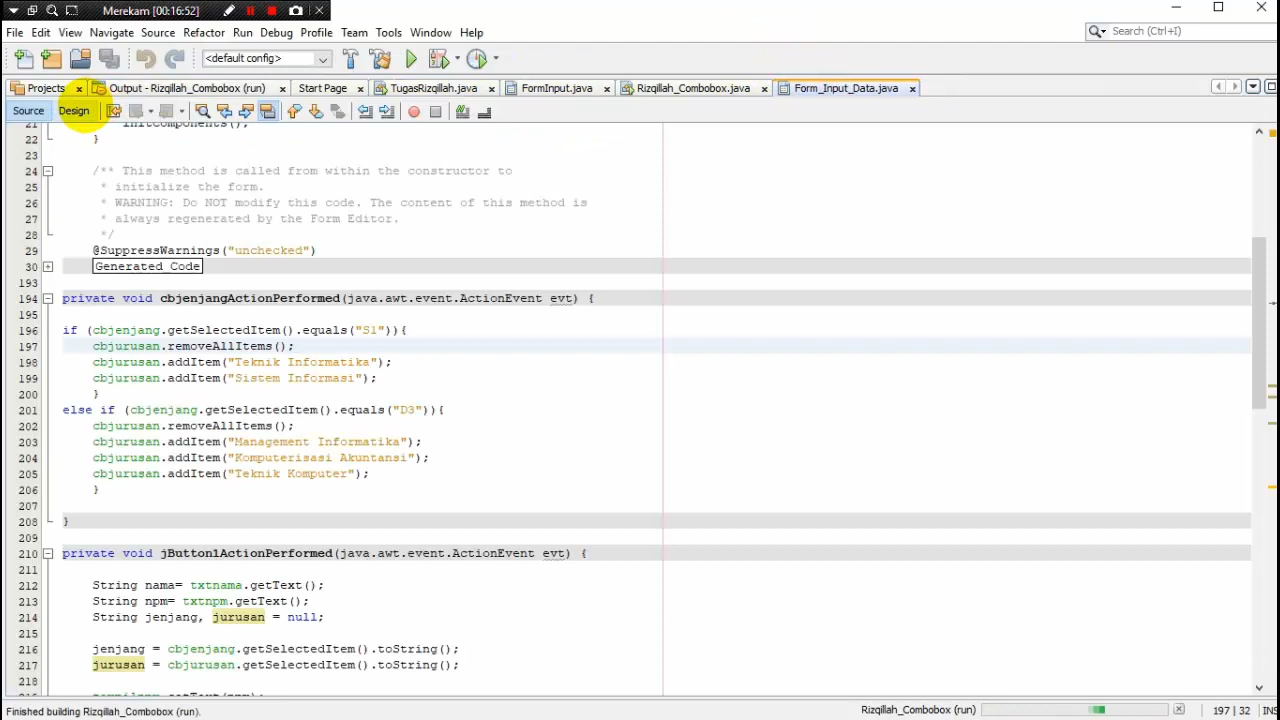 Merekam [00:16:52]
File Edit View Navigate Source Refactor Run Debug Profile Team Tools Window Help
Search (Ctrl+I)
<default config>
Projects Output - Rizqillah_Combobox (run) Start Page TugasRizqillah.java FormInput.java Rizqillah_Combobox.java Form_Input_Data.java
Source Design
21 initComponents();
22 }
23
24 /** This method is called from within the constructor to
25 * initialize the form.
26 * WARNING: Do NOT modify this code. The content of this method is
27 * always regenerated by the Form Editor.
28 */
29 @SuppressWarnings("unchecked")
30 Generated Code
193
194 private void cbjenjangActionPerformed(java.awt.event.ActionEvent evt) {
195
196 if (cbjenjang.getSelectedItem().equals("S1")){
197 cbjurusan.removeAllItems();
198 cbjurusan.addItem("Teknik Informatika");
199 cbjurusan.addItem("Sistem Informasi");
200 }
201 else if (cbjenjang.getSelectedItem().equals("D3")){
202 cbjurusan.removeAllItems();
203 cbjurusan.addItem("Management Informatika");
204 cbjurusan.addItem("Komputerisasi Akuntansi");
205 cbjurusan.addItem("Teknik Komputer");
206 }
207
208 }
209
210 private void jButton1ActionPerformed(java.awt.event.ActionEvent evt) {
211
212 String nama= txtnama.getText();
213 String npm= txtnpm.getText();
214 String jenjang, jurusan = null;
215
216 jenjang = cbjenjang.getSelectedItem().toString();
217 jurusan = cbjurusan.getSelectedItem().toString();
218
Finished building Rizqillah_Combobox (run).
Rizqillah_Combobox (run)
197 | 32